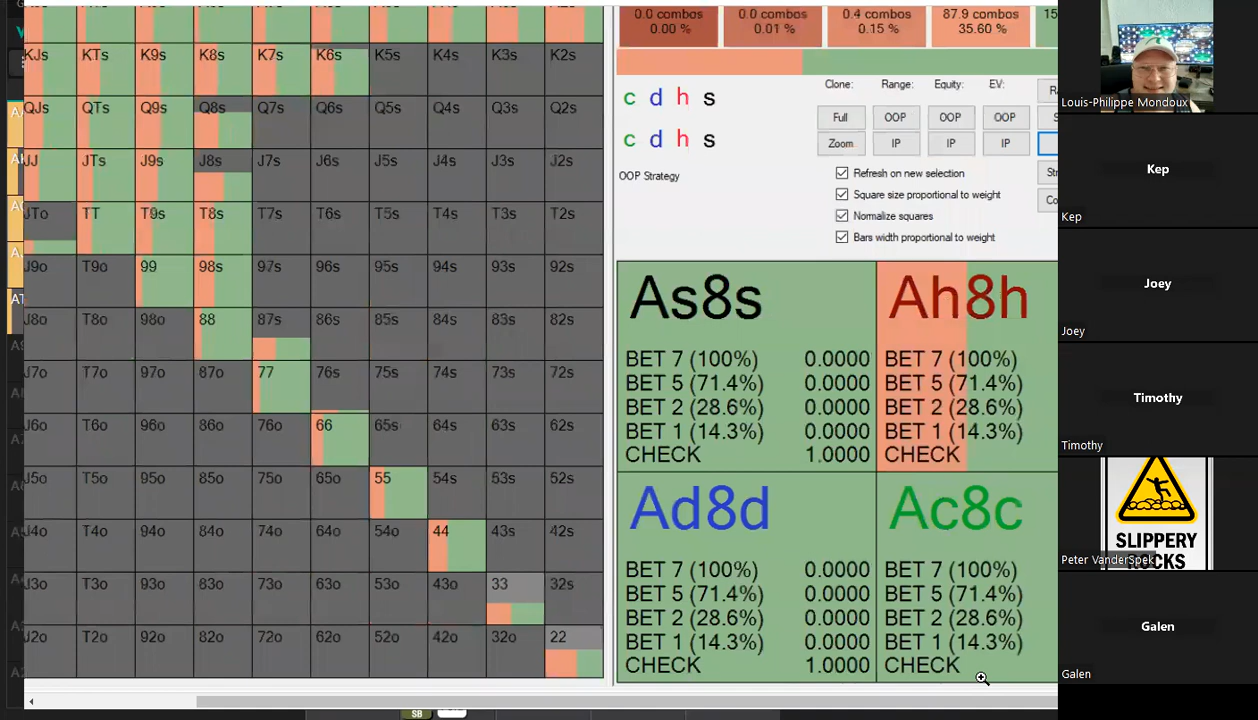 0.0 combos 0.0 combos 0.4 combos 87.9 combos
0.00 % 0.01 % 0.15 % 35.60 %
KJs KTs K9s K8s K7s K6s K5s K4s K3s K2s
QJs QTs Q9s Q8s Q7s Q6s Q5s Q4s Q3s Q2s
JJ JTs J9s J8s J7s J6s J5s J4s J3s J2s
JTo TT T9s T8s T7s T6s T5s T4s T3s T2s
J9o T9o 99 98s 97s 96s 95s 94s 93s 92s
J8o T8o 98o 88 87s 86s 85s 84s 83s 82s
J7o T7o 97o 87o 77 76s 75s 74s 73s 72s
J6o T6o 96o 86o 76o 66 65s 64s 63s 62s
J5o T5o 95o 85o 75o 65o 55 54s 53s 52s
J4o T4o 94o 84o 74o 64o 54o 44 43s 42s
J3o T3o 93o 83o 73o 63o 53o 43o 33 32s
J2o T2o 92o 82o 72o 62o 52o 42o 32o 22
SB
c d h s
c d h s
OOP Strategy
Clone: Range: Equity: EV:
Full OOP OOP OOP
Zoom IP IP IP
Refresh on new selection
Square size proportional to weight
Normalize squares
Bars width proportional to weight
As8s
BET 7 (100%) 0.0000
BET 5 (71.4%) 0.0000
BET 2 (28.6%) 0.0000
BET 1 (14.3%) 0.0000
CHECK 1.0000
Ah8h
BET 7 (100%)
BET 5 (71.4%)
BET 2 (28.6%)
BET 1 (14.3%)
CHECK
Ad8d
BET 7 (100%) 0.0000
BET 5 (71.4%) 0.0000
BET 2 (28.6%) 0.0000
BET 1 (14.3%) 0.0000
CHECK 1.0000
Ac8c
BET 7 (100%)
BET 5 (71.4%)
BET 2 (28.6%)
BET 1 (14.3%)
CHECK
Louis-Philippe Mondoux
Kep
Kep
Joey
Joey
Timothy
Timothy
SLIPPERY
ROCKS
Peter VanderSpek
Galen
Galen